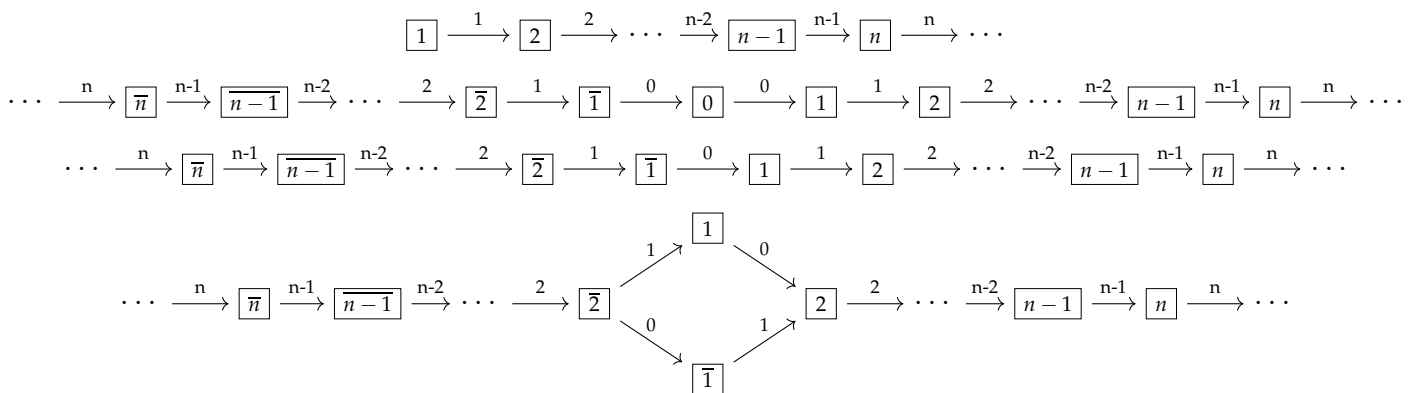 1 2 n-2 n-1 n
1 2 ··· n − 1 n ···
n n-1 n-2 2 1 0 0 1 2 n-2 n-1 n
··· n̅ n̅ ̅−̅ ̅1̅ ··· 2̅ 1̅ 0 1 2 ··· n − 1 n ···
n n-1 n-2 2 1 0 1 2 n-2 n-1 n
··· n̅ n̅ ̅−̅ ̅1̅ ··· 2̅ 1̅ 1 2 ··· n − 1 n ···
1
1 0
n n-1 n-2 2 2 n-2 n-1 n
··· n̅ n̅ ̅−̅ ̅1̅ ··· 2̅ 2 ··· n − 1 n ···
0 1
1̅